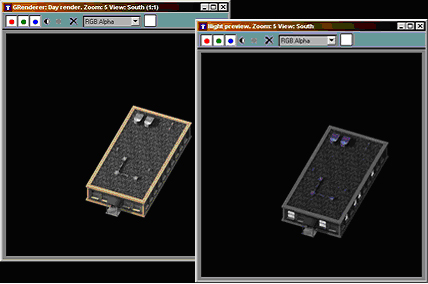 GRenderer: Day render. Zoom: 5 View: South (1:1)
RGB Alpha
Night preview. Zoom: 5 View: South
RGB Alpha